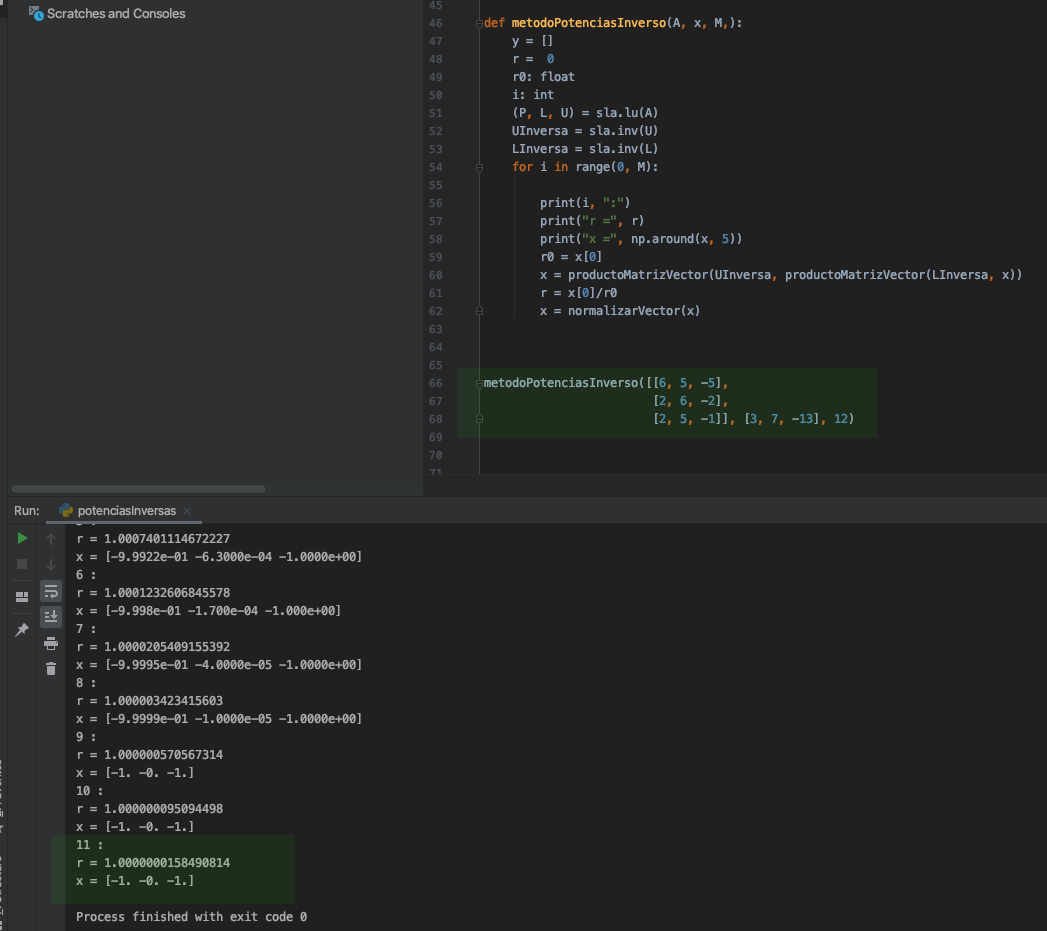 Scratches and Consoles
45
46 def metodoPotenciasInverso(A, x, M,):
47 y = []
48 r =  0
49 r0: float
50 i: int
51 (P, L, U) = sla.lu(A)
52 UInversa = sla.inv(U)
53 LInversa = sla.inv(L)
54 for i in range(0, M):
55
56 print(i, ":")
57 print("r =", r)
58 print("x =", np.around(x, 5))
59 r0 = x[0]
60 x = productoMatrizVector(UInversa, productoMatrizVector(LInversa, x))
61 r = x[0]/r0
62 x = normalizarVector(x)
63
64
65
66 metodoPotenciasInverso([[6, 5, -5],
67 [2, 6, -2],
68 [2, 5, -1]], [3, 7, -13], 12)
69
70
71
Run: potenciasInversas
r = 1.0007401114672227
x = [-9.9922e-01 -6.3000e-04 -1.0000e+00]
6 :
r = 1.0001232606845578
x = [-9.998e-01 -1.700e-04 -1.000e+00]
7 :
r = 1.0000205409155392
x = [-9.9995e-01 -4.0000e-05 -1.0000e+00]
8 :
r = 1.000003423415603
x = [-9.9999e-01 -1.0000e-05 -1.0000e+00]
9 :
r = 1.000000570567314
x = [-1. -0. -1.]
10 :
r = 1.000000095094498
x = [-1. -0. -1.]
11 :
r = 1.0000000158490814
x = [-1. -0. -1.]
Process finished with exit code 0